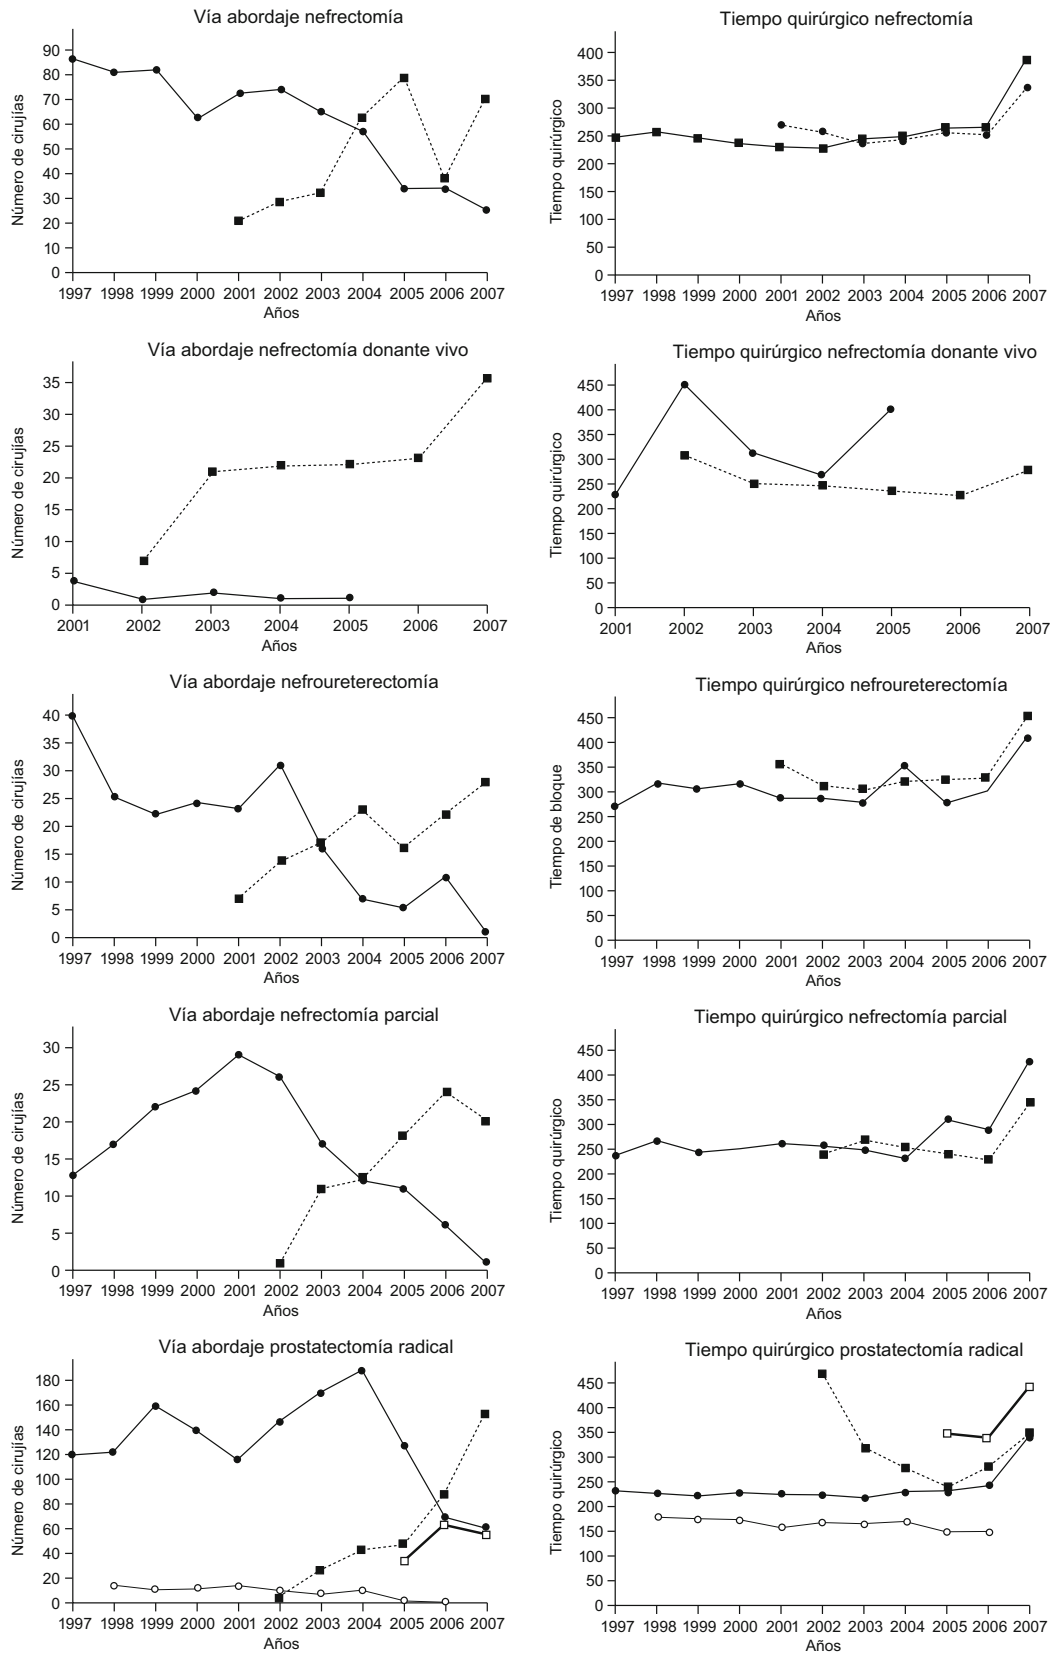 Vía abordaje nefrectomía
Número de cirujías
90
80
70
60
50
40
30
20
10
0
1997 1998 1999 2000 2001 2002 2003 2004 2005 2006 2007
Años
Tiempo quirúrgico nefrectomía
Tiempo quirúrgico
400
350
300
250
200
150
100
50
0
1997 1998 1999 2000 2001 2002 2003 2004 2005 2006 2007
Años
Vía abordaje nefrectomía donante vivo
Número de cirujías
35
30
25
20
15
10
5
0
2001 2002 2003 2004 2005 2006 2007
Años
Tiempo quirúrgico nefrectomía donante vivo
Tiempo quirúrgico
450
400
350
300
250
200
150
100
50
0
2001 2002 2003 2004 2005 2006 2007
Años
Vía abordaje nefroureterectomía
Número de cirujías
40
35
30
25
20
15
10
5
0
1997 1998 1999 2000 2001 2002 2003 2004 2005 2006 2007
Años
Tiempo quirúrgico nefroureterectomía
Tiempo de bloque
450
400
350
300
250
200
150
100
50
0
1997 1998 1999 2000 2001 2002 2003 2004 2005 2006 2007
Años
Vía abordaje nefrectomía parcial
Número de cirujías
30
25
20
15
10
5
0
1997 1998 1999 2000 2001 2002 2003 2004 2005 2006 2007
Años
Tiempo quirúrgico nefrectomía parcial
Tiempo quirúrgico
450
400
350
300
250
200
150
100
50
0
1997 1998 1999 2000 2001 2002 2003 2004 2005 2006 2007
Años
Vía abordaje prostatectomía radical
Número de cirujías
180
160
140
120
100
80
60
40
20
0
1997 1998 1999 2000 2001 2002 2003 2004 2005 2006 2007
Años
Tiempo quirúrgico prostatectomía radical
Tiempo quirúrgico
450
400
350
300
250
200
150
100
50
0
1997 1998 1999 2000 2001 2002 2003 2004 2005 2006 2007
Años